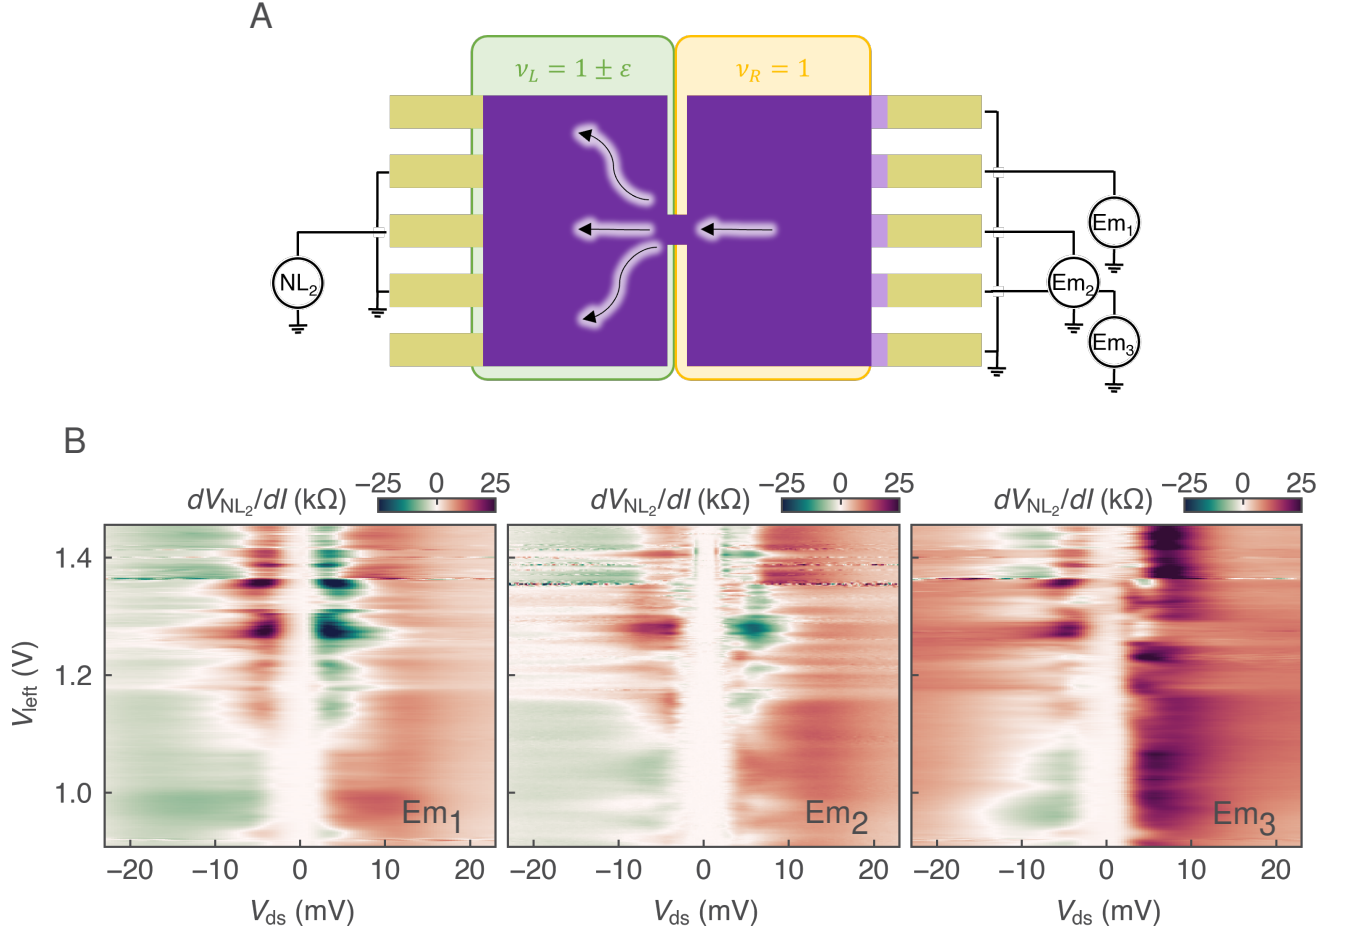 A
ν_L = 1 ± ε
ν_R = 1
NL₂
Em₁
Em₂
Em₃
B
dV_NL₂/dI (kΩ)
−25 0 25
dV_NL₂/dI (kΩ)
−25 0 25
dV_NL₂/dI (kΩ)
−25 0 25
V_left (V)
1.4
1.2
1.0
Em₁
Em₂
Em₃
−20 −10 0 10 20
−20 −10 0 10 20
−20 −10 0 10 20
V_ds (mV)
V_ds (mV)
V_ds (mV)